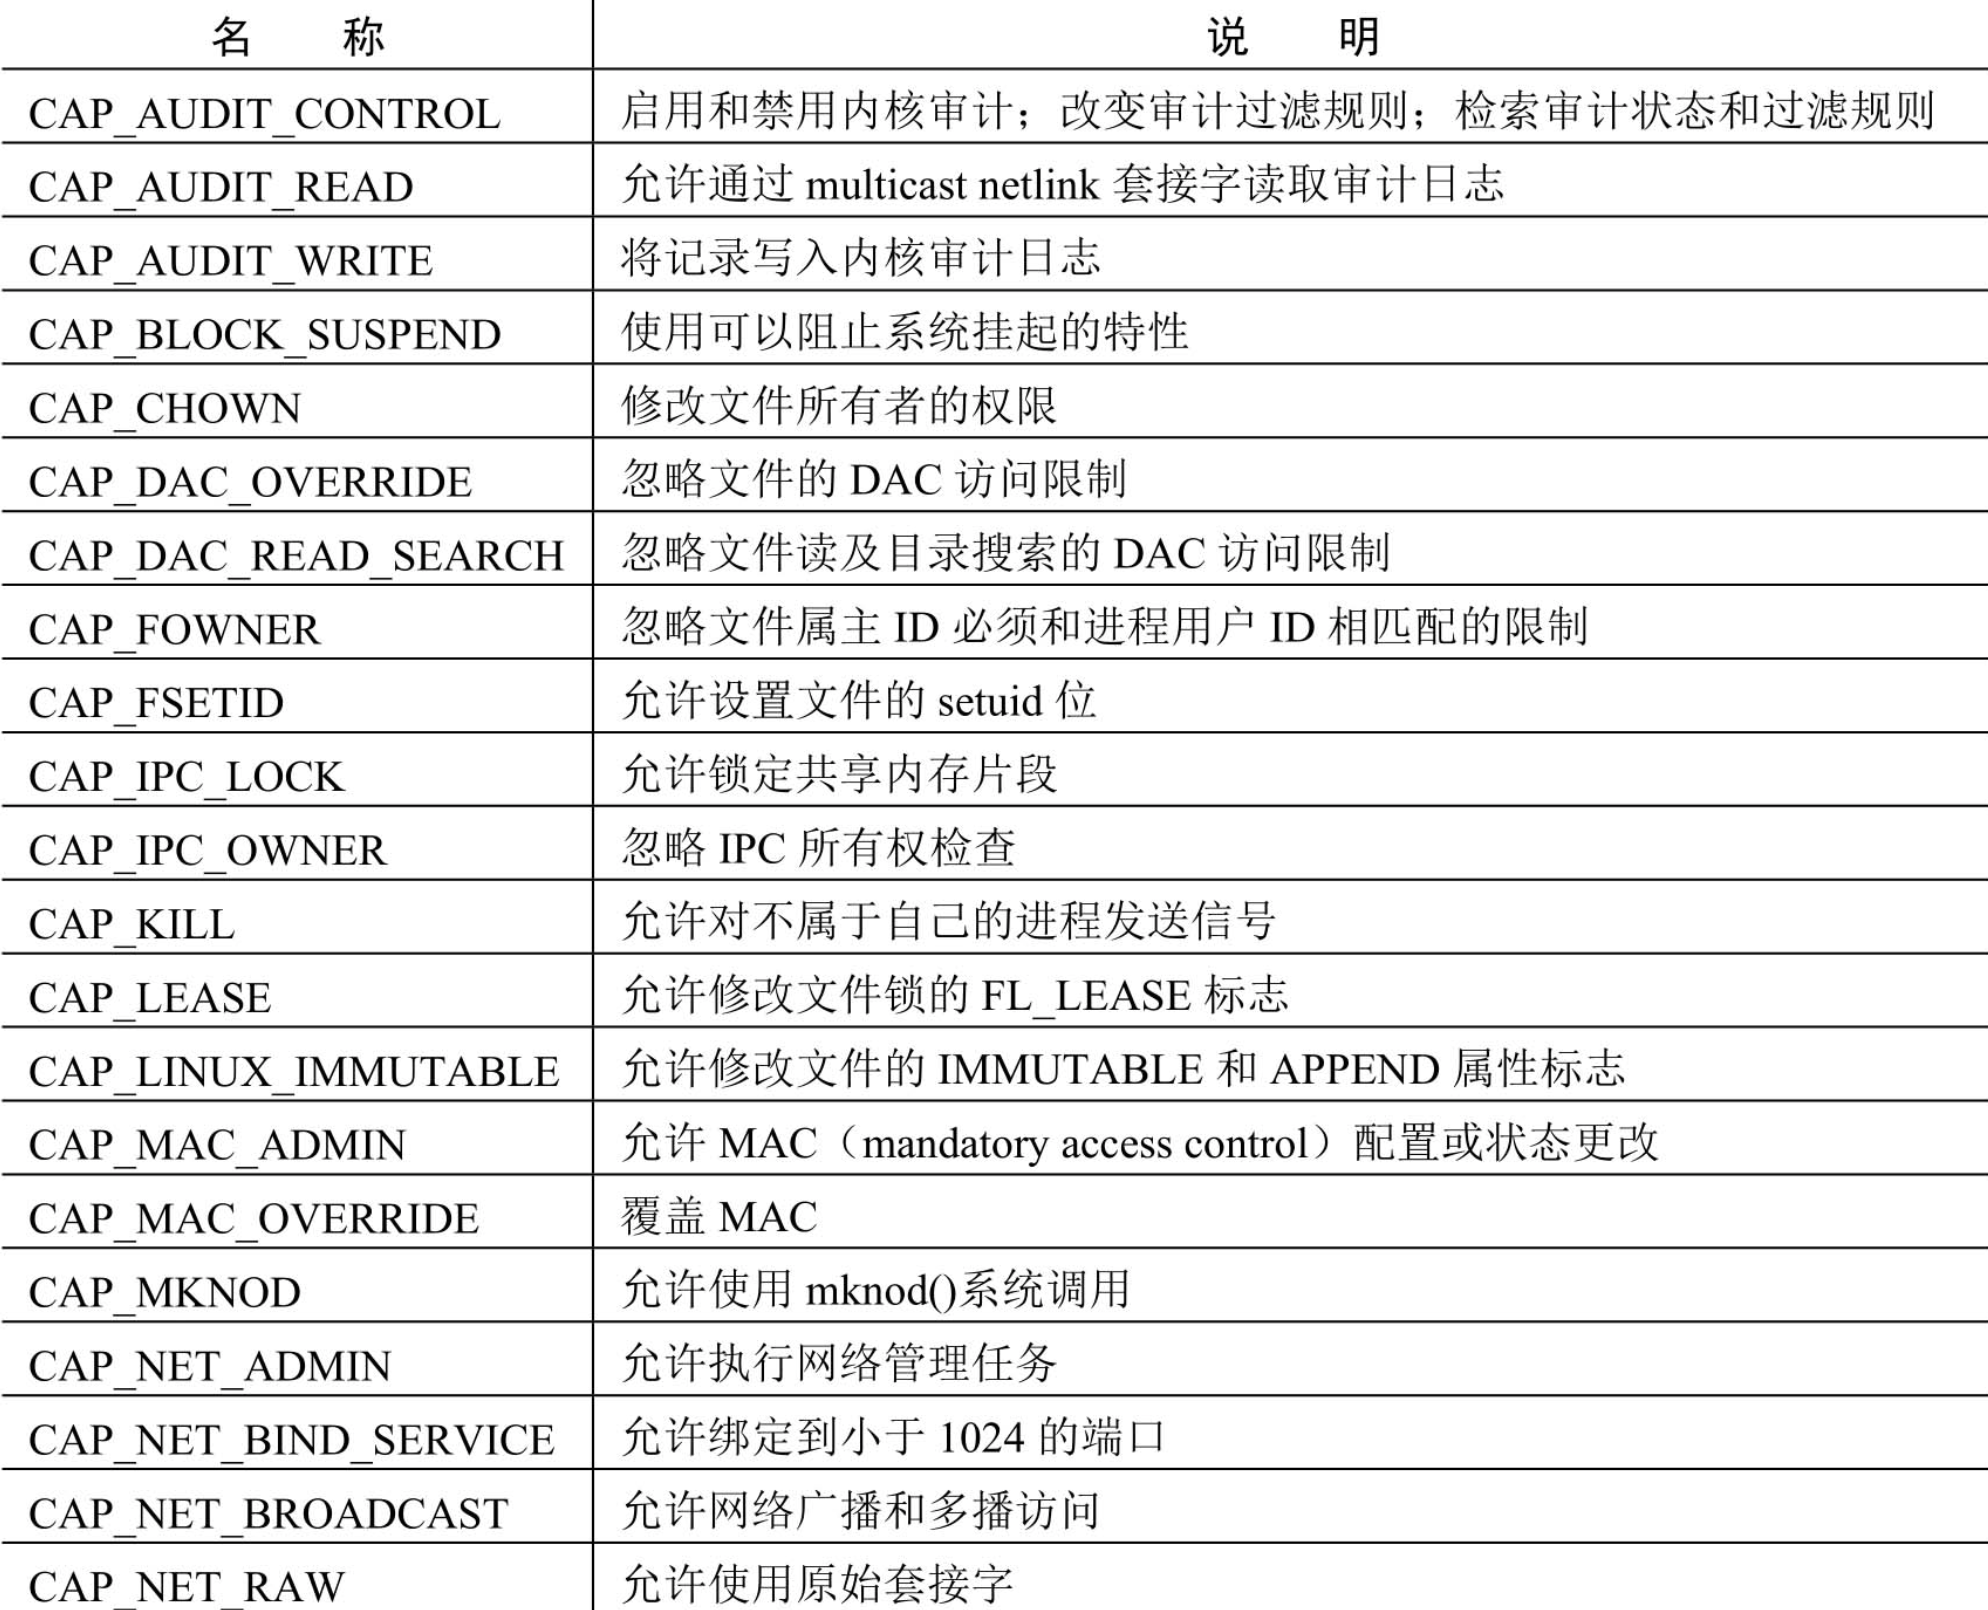 名 称 说 明
CAP_AUDIT_CONTROL 启用和禁用内核审计；改变审计过滤规则；检索审计状态和过滤规则
CAP_AUDIT_READ 允许通过 multicast netlink 套接字读取审计日志
CAP_AUDIT_WRITE 将记录写入内核审计日志
CAP_BLOCK_SUSPEND 使用可以阻止系统挂起的特性
CAP_CHOWN 修改文件所有者的权限
CAP_DAC_OVERRIDE 忽略文件的 DAC 访问限制
CAP_DAC_READ_SEARCH 忽略文件读及目录搜索的 DAC 访问限制
CAP_FOWNER 忽略文件属主 ID 必须和进程用户 ID 相匹配的限制
CAP_FSETID 允许设置文件的 setuid 位
CAP_IPC_LOCK 允许锁定共享内存片段
CAP_IPC_OWNER 忽略 IPC 所有权检查
CAP_KILL 允许对不属于自己的进程发送信号
CAP_LEASE 允许修改文件锁的 FL_LEASE 标志
CAP_LINUX_IMMUTABLE 允许修改文件的 IMMUTABLE 和 APPEND 属性标志
CAP_MAC_ADMIN 允许 MAC（mandatory access control）配置或状态更改
CAP_MAC_OVERRIDE 覆盖 MAC
CAP_MKNOD 允许使用 mknod()系统调用
CAP_NET_ADMIN 允许执行网络管理任务
CAP_NET_BIND_SERVICE 允许绑定到小于 1024 的端口
CAP_NET_BROADCAST 允许网络广播和多播访问
CAP_NET_RAW 允许使用原始套接字